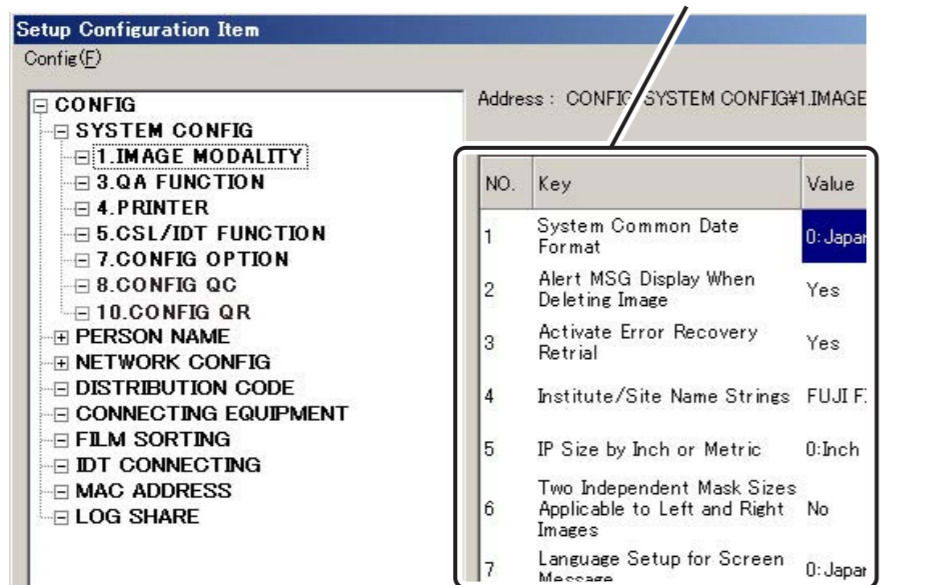 Setup Configuration Item
Config(F)
CONFIG
SYSTEM CONFIG
1.IMAGE MODALITY
3.QA FUNCTION
4.PRINTER
5.CSL/IDT FUNCTION
7.CONFIG OPTION
8.CONFIG QC
10.CONFIG QR
PERSON NAME
NETWORK CONFIG
DISTRIBUTION CODE
CONNECTING EQUIPMENT
FILM SORTING
IDT CONNECTING
MAC ADDRESS
LOG SHARE
Address : CONFIG SYSTEM CONFIG¥1.IMAGE
NO. Key Value
1 System Common Date
Format
0:Japan
2 Alert MSG Display When
Deleting Image
Yes
3 Activate Error Recovery
Retrial
Yes
4 Institute/Site Name Strings FUJI F
5 IP Size by Inch or Metric 0:Inch
6 Two Independent Mask Sizes
Applicable to Left and Right
Images
No
7 Language Setup for Screen
Message
0:Japan